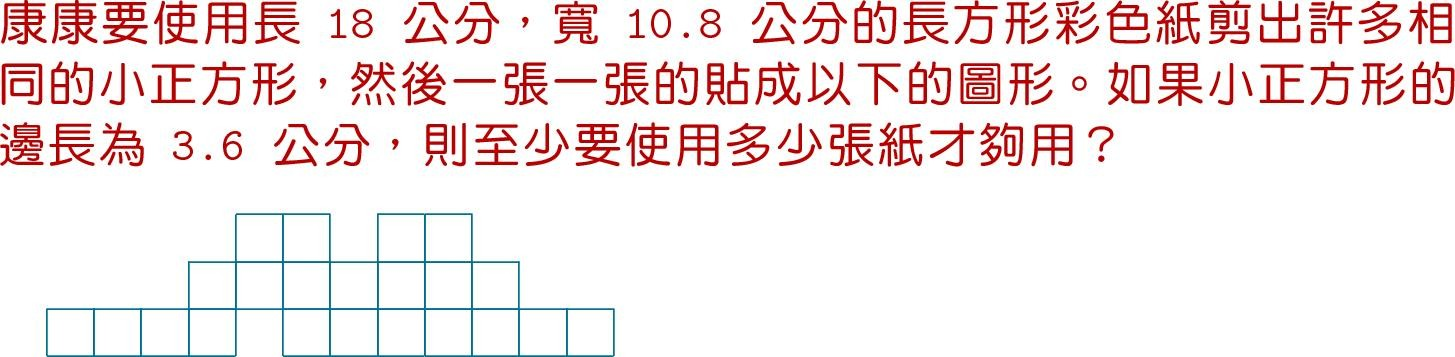 康康要使用長 18 公分，寬 10.8 公分的長方形彩色紙剪出許多相
同的小正方形，然後一張一張的貼成以下的圖形。如果小正方形的
邊長為 3.6 公分，則至少要使用多少張紙才夠用？